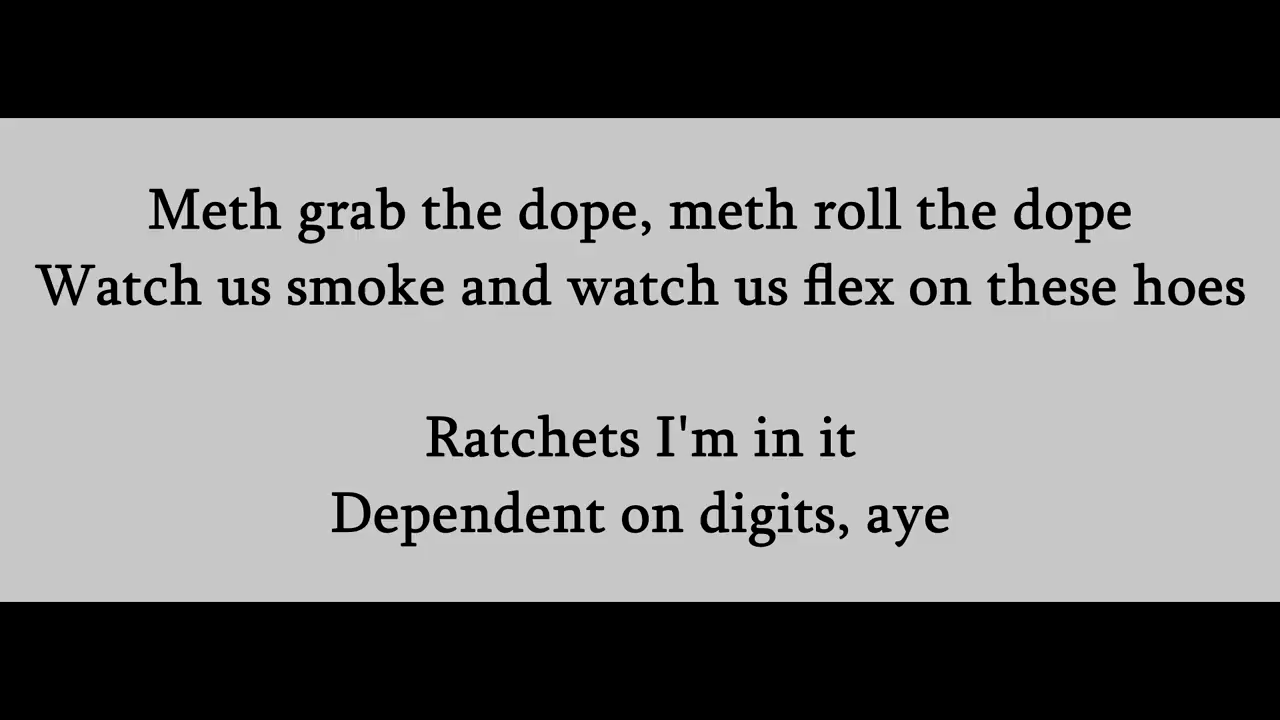 Meth grab the dope, meth roll the dope
Watch us smoke and watch us flex on these hoes
Ratchets I'm in it
Dependent on digits, aye